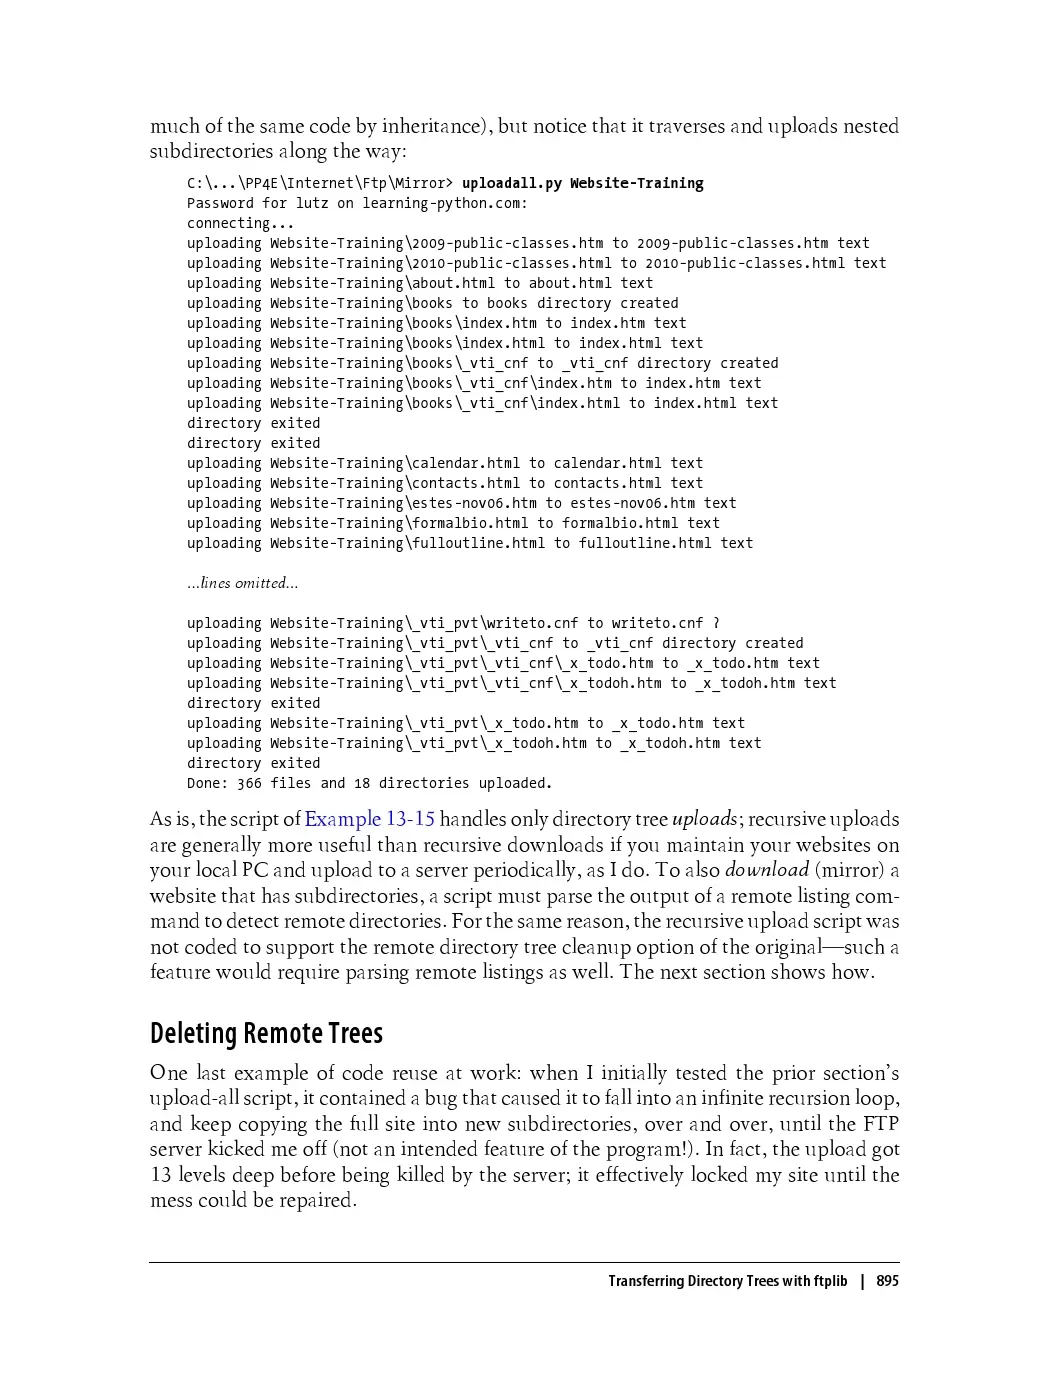 much of the same code by inheritance), but notice that it traverses and uploads nested
subdirectories along the way:
C:\...\PP4E\Internet\Ftp\Mirror> uploadall.py Website-Training
Password for lutz on learning-python.com:
connecting...
uploading Website-Training\2009-public-classes.htm to 2009-public-classes.htm text
uploading Website-Training\2010-public-classes.html to 2010-public-classes.html text
uploading Website-Training\about.html to about.html text
uploading Website-Training\books to books directory created
uploading Website-Training\books\index.htm to index.htm text
uploading Website-Training\books\index.html to index.html text
uploading Website-Training\books\_vti_cnf to _vti_cnf directory created
uploading Website-Training\books\_vti_cnf\index.htm to index.htm text
uploading Website-Training\books\_vti_cnf\index.html to index.html text
directory exited
directory exited
uploading Website-Training\calendar.html to calendar.html text
uploading Website-Training\contacts.html to contacts.html text
uploading Website-Training\estes-nov06.htm to estes-nov06.htm text
uploading Website-Training\formalbio.html to formalbio.html text
uploading Website-Training\fulloutline.html to fulloutline.html text
...lines omitted...
uploading Website-Training\_vti_pvt\writeto.cnf to writeto.cnf ?
uploading Website-Training\_vti_pvt\_vti_cnf to _vti_cnf directory created
uploading Website-Training\_vti_pvt\_vti_cnf\_x_todo.htm to _x_todo.htm text
uploading Website-Training\_vti_pvt\_vti_cnf\_x_todoh.htm to _x_todoh.htm text
directory exited
uploading Website-Training\_vti_pvt\_x_todo.htm to _x_todo.htm text
uploading Website-Training\_vti_pvt\_x_todoh.htm to _x_todoh.htm text
directory exited
Done: 366 files and 18 directories uploaded.
As is, the script of Example 13-15 handles only directory tree uploads; recursive uploads
are generally more useful than recursive downloads if you maintain your websites on
your local PC and upload to a server periodically, as I do. To also download (mirror) a
website that has subdirectories, a script must parse the output of a remote listing com-
mand to detect remote directories. For the same reason, the recursive upload script was
not coded to support the remote directory tree cleanup option of the original—such a
feature would require parsing remote listings as well. The next section shows how.
Deleting Remote Trees
One last example of code reuse at work: when I initially tested the prior section's
upload-all script, it contained a bug that caused it to fall into an infinite recursion loop,
and keep copying the full site into new subdirectories, over and over, until the FTP
server kicked me off (not an intended feature of the program!). In fact, the upload got
13 levels deep before being killed by the server; it effectively locked my site until the
mess could be repaired.
Transferring Directory Trees with ftplib | 895